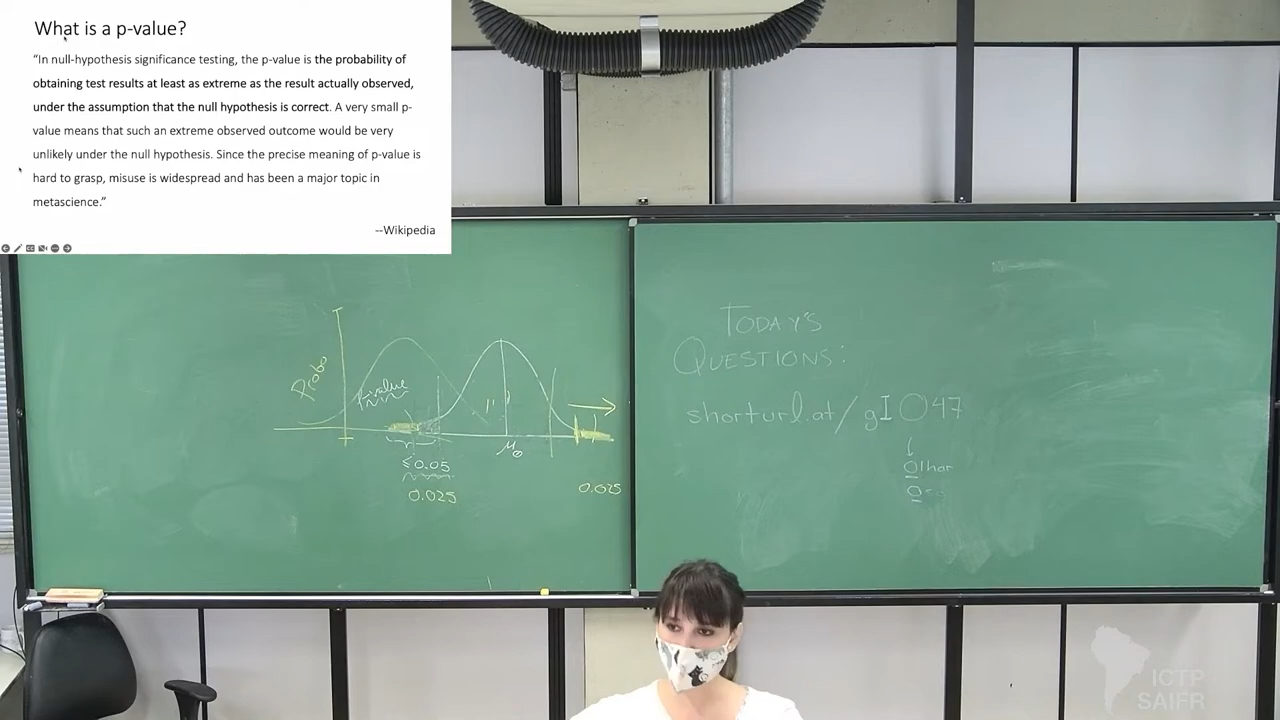 What is a p-value?
“In null-hypothesis significance testing, the p-value is the probability of
obtaining test results at least as extreme as the result actually observed,
under the assumption that the null hypothesis is correct. A very small p-
value means that such an extreme observed outcome would be very
unlikely under the null hypothesis. Since the precise meaning of p-value is
hard to grasp, misuse is widespread and has been a major topic in
metascience.”
--Wikipedia
Prob
P-value
μ₀
≤0.05
0.025
0.025
TODAY'S
QUESTIONS:
shorturl.at/gIO47
Olhar
ICTP
SAIFR